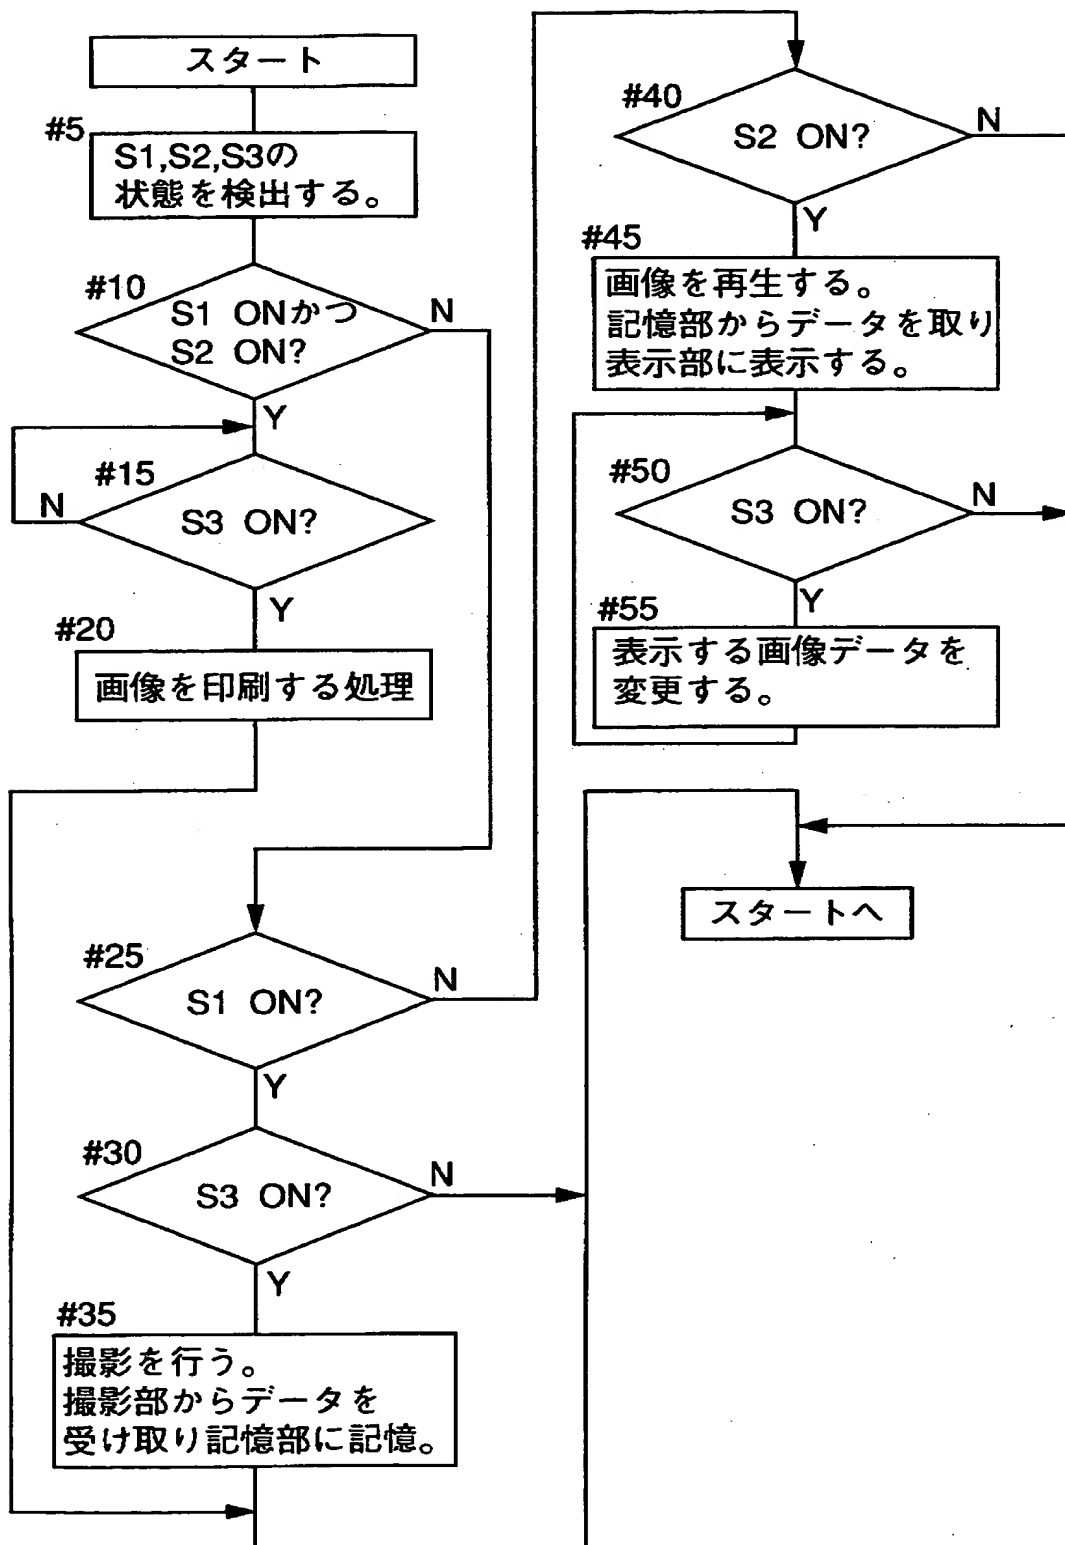 スタート
#5
S1,S2,S3の
状態を検出する。
#10
S1 ONかつ
S2 ON?
N
Y
#15
N
S3 ON?
Y
#20
画像を印刷する処理
#25
S1 ON?
N
Y
#30
S3 ON?
N
Y
#35
撮影を行う。
撮影部からデータを
受け取り記憶部に記憶。
#40
S2 ON?
N
Y
#45
画像を再生する。
記憶部からデータを取り
表示部に表示する。
#50
S3 ON?
N
Y
#55
表示する画像データを
変更する。
スタートへ